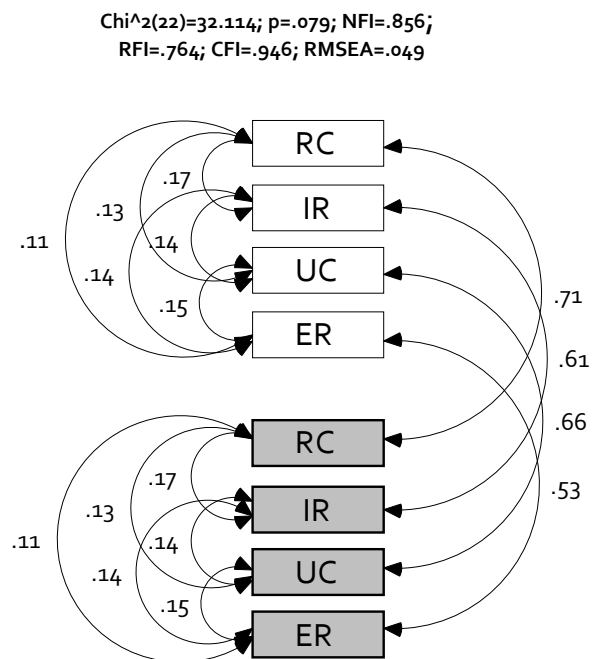 Chi^2(22)=32.114; p=.079; NFI=.856;
RFI=.764; CFI=.946; RMSEA=.049
RC
.17
IR
.13
.11
.14
UC
.14
.15
ER
.71
.61
.66
.53
RC
.17
IR
.13
.11
.14
UC
.14
.15
ER